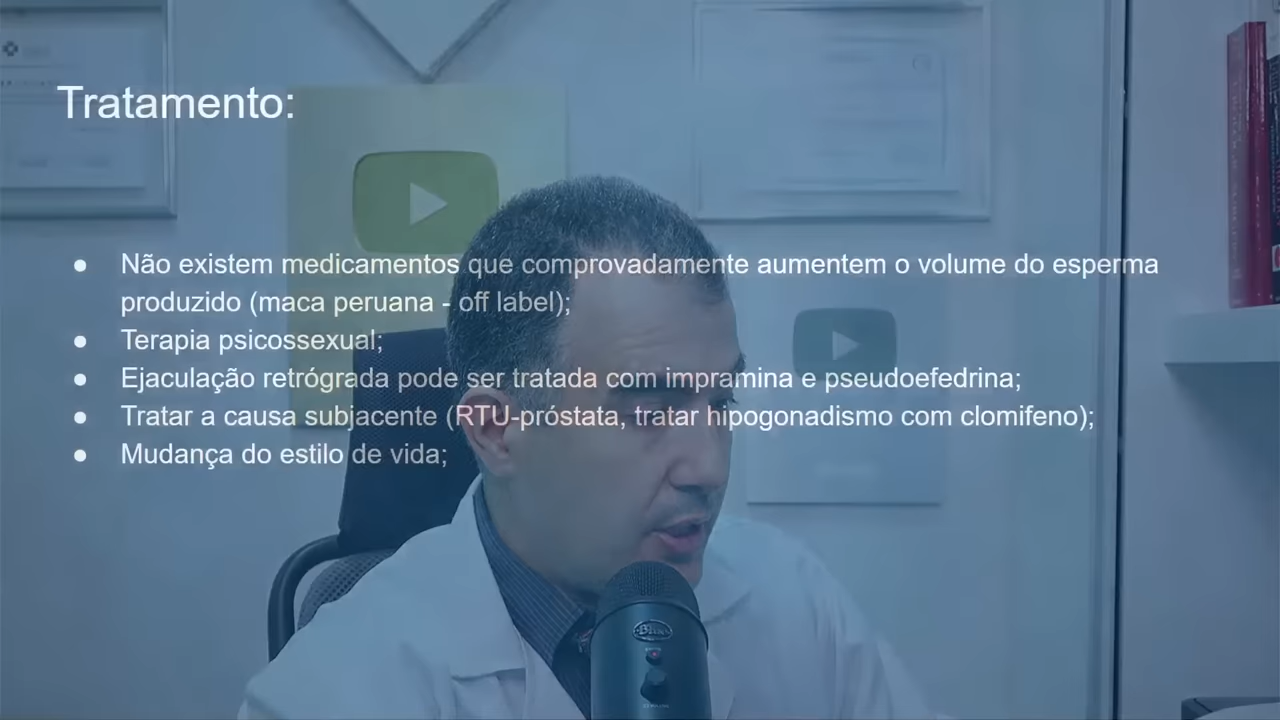 Tratamento:
● Não existem medicamentos que comprovadamente aumentem o volume do esperma
produzido (maca peruana - off label);
● Terapia psicossexual;
● Ejaculação retrógrada pode ser tratada com impramina e pseudoefedrina;
● Tratar a causa subjacente (RTU-próstata, tratar hipogonadismo com clomifeno);
● Mudança do estilo de vida;
Blue